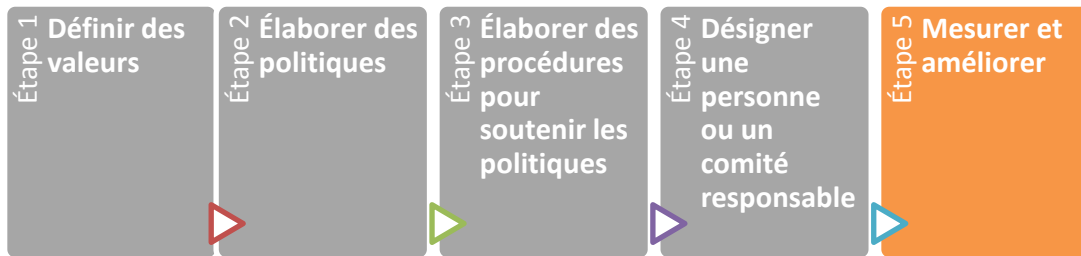 Étape 1
Définir des
valeurs
Étape 2
Élaborer des
politiques
Étape 3
Élaborer des
procédures
pour
soutenir les
politiques
Étape 4
Désigner
une
personne
ou un
comité
responsable
Étape 5
Mesurer et
améliorer